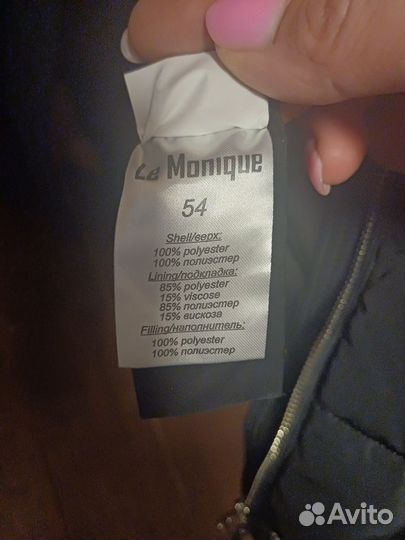 Le Monique
54
Shell/верх:
100% polyester
100% полиэстер
Lining/подкладка:
85% polyester
15% viscose
85% полиэстер
15% вискоза
Filling/наполнитель:
100% polyester
100% полиэстер
Avito